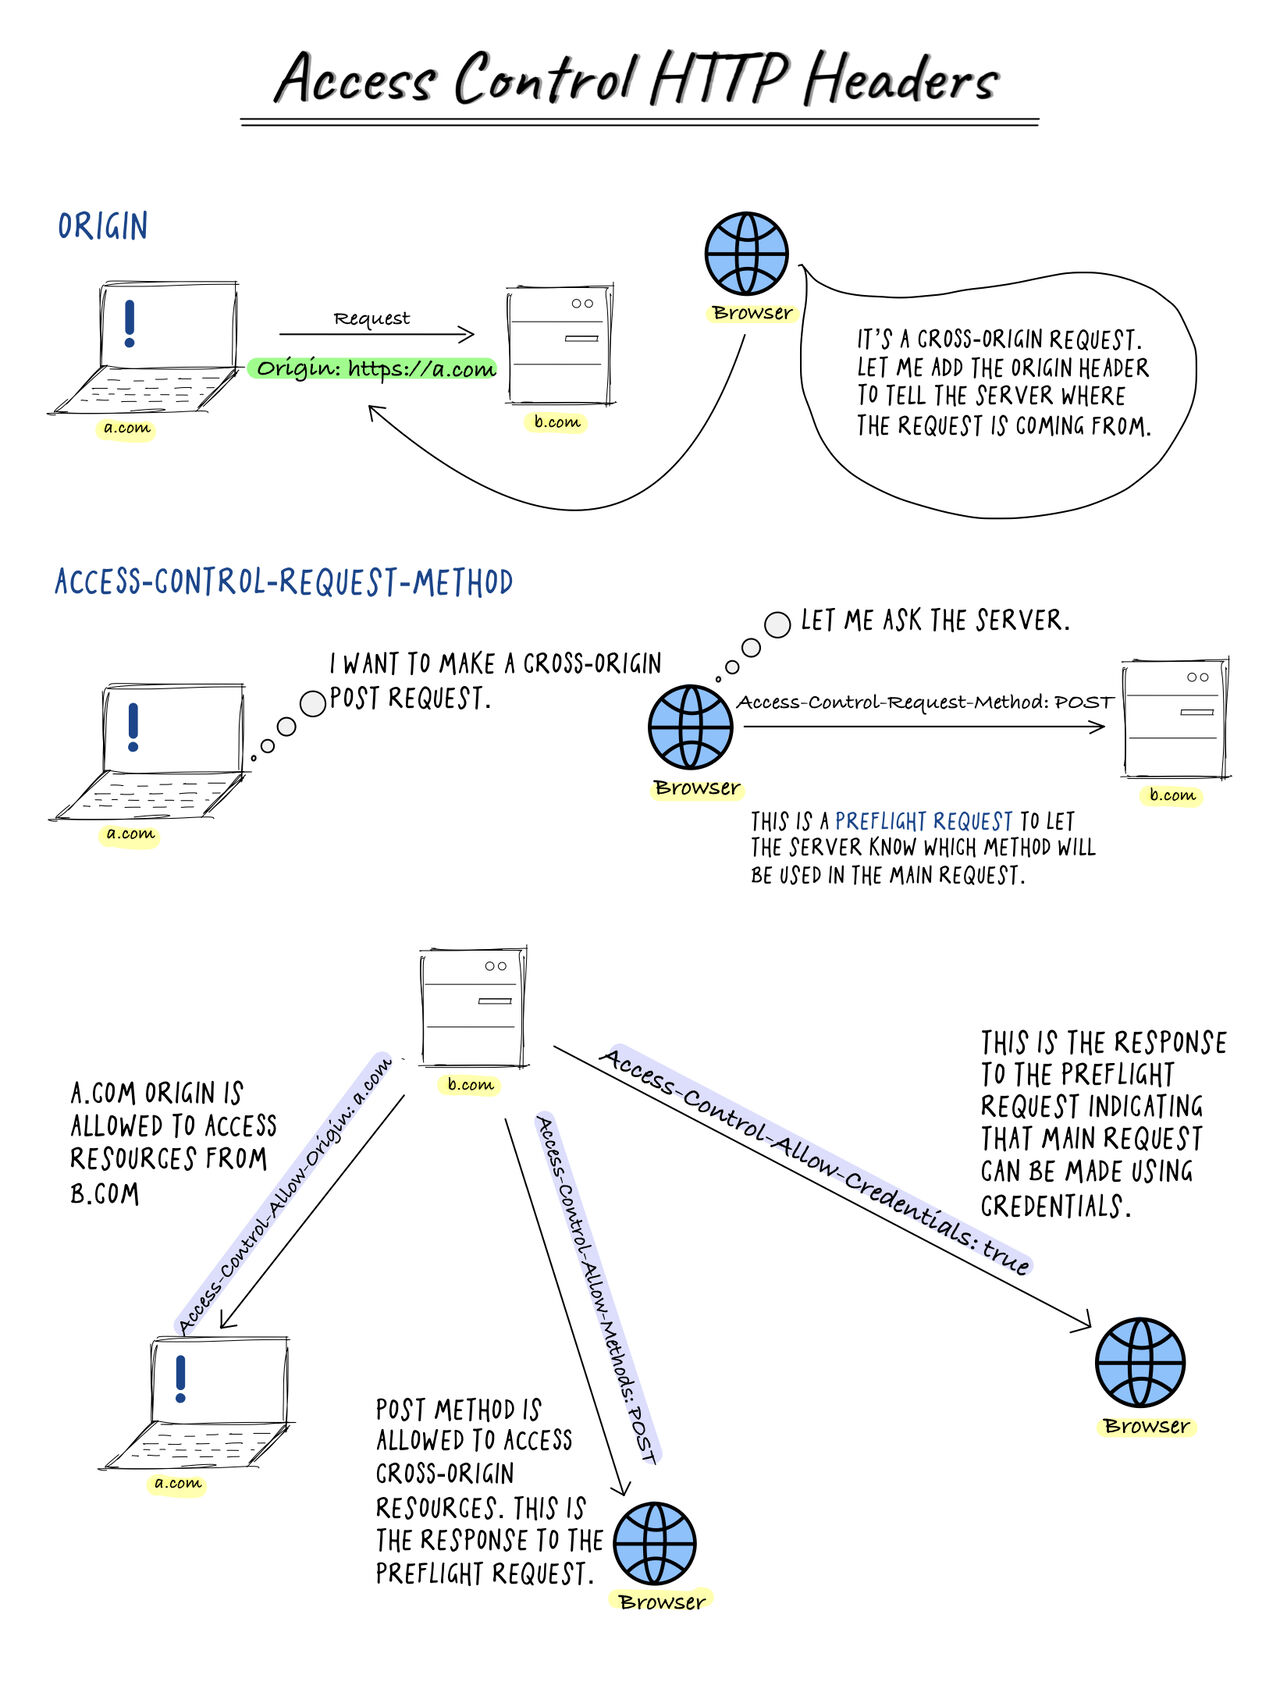 Access Control HTTP Headers
ORIGIN
Request
Origin: https://a.com
a.com
b.com
Browser
IT'S A CROSS-ORIGIN REQUEST.
LET ME ADD THE ORIGIN HEADER
TO TELL THE SERVER WHERE
THE REQUEST IS COMING FROM.
ACCESS-CONTROL-REQUEST-METHOD
I WANT TO MAKE A CROSS-ORIGIN
POST REQUEST.
a.com
LET ME ASK THE SERVER.
Access-Control-Request-Method: POST
Browser
b.com
THIS IS A PREFLIGHT REQUEST TO LET
THE SERVER KNOW WHICH METHOD WILL
BE USED IN THE MAIN REQUEST.
b.com
A.COM ORIGIN IS
ALLOWED TO ACCESS
RESOURCES FROM
B.COM
Access-Control-Allow-Origin: a.com
a.com
Access-Control-Allow-Methods: POST
POST METHOD IS
ALLOWED TO ACCESS
CROSS-ORIGIN
RESOURCES. THIS IS
THE RESPONSE TO THE
PREFLIGHT REQUEST.
Browser
Access-Control-Allow-Credentials: true
THIS IS THE RESPONSE
TO THE PREFLIGHT
REQUEST INDICATING
THAT MAIN REQUEST
CAN BE MADE USING
CREDENTIALS.
Browser